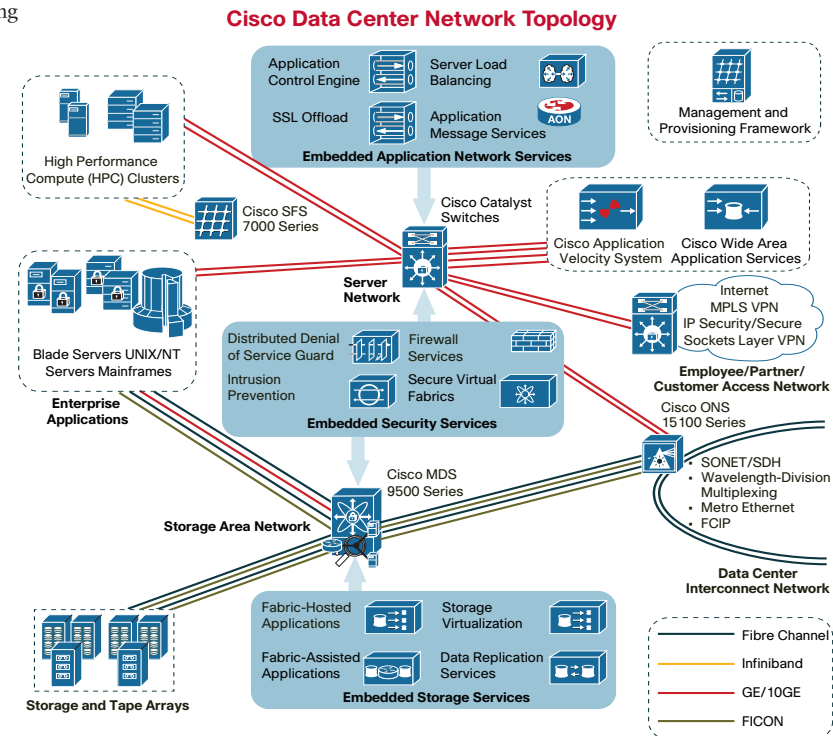 ng
Cisco Data Center Network Topology
Application
Control Engine
Server Load
Balancing
SSL Offload
Application
Message Services
AON
Embedded Application Network Services
Management and
Provisioning Framework
High Performance
Compute (HPC) Clusters
Cisco SFS
7000 Series
Cisco Catalyst
Switches
Server
Network
Cisco Application
Velocity System
Cisco Wide Area
Application Services
Internet
MPLS VPN
IP Security/Secure
Sockets Layer VPN
Employee/Partner/
Customer Access Network
Blade Servers UNIX/NT
Servers Mainframes
Enterprise
Applications
Distributed Denial
of Service Guard
Firewall
Services
Intrusion
Prevention
Secure Virtual
Fabrics
Embedded Security Services
Cisco ONS
15100 Series
• SONET/SDH
• Wavelength-Division
Multiplexing
• Metro Ethernet
• FCIP
Data Center
Interconnect Network
Cisco MDS
9500 Series
Storage Area Network
Fabric-Hosted
Applications
Storage
Virtualization
Fabric-Assisted
Applications
Data Replication
Services
Embedded Storage Services
Storage and Tape Arrays
Fibre Channel
Infiniband
GE/10GE
FICON